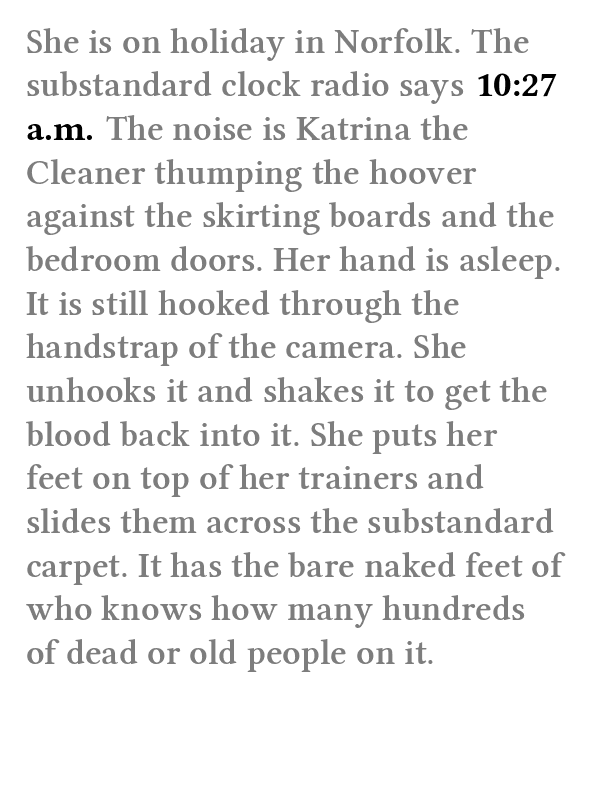 She is on holiday in Norfolk. The
substandard clock radio says 10:27
a.m. The noise is Katrina the
Cleaner thumping the hoover
against the skirting boards and the
bedroom doors. Her hand is asleep.
It is still hooked through the
handstrap of the camera. She
unhooks it and shakes it to get the
blood back into it. She puts her
feet on top of her trainers and
slides them across the substandard
carpet. It has the bare naked feet of
who knows how many hundreds
of dead or old people on it.